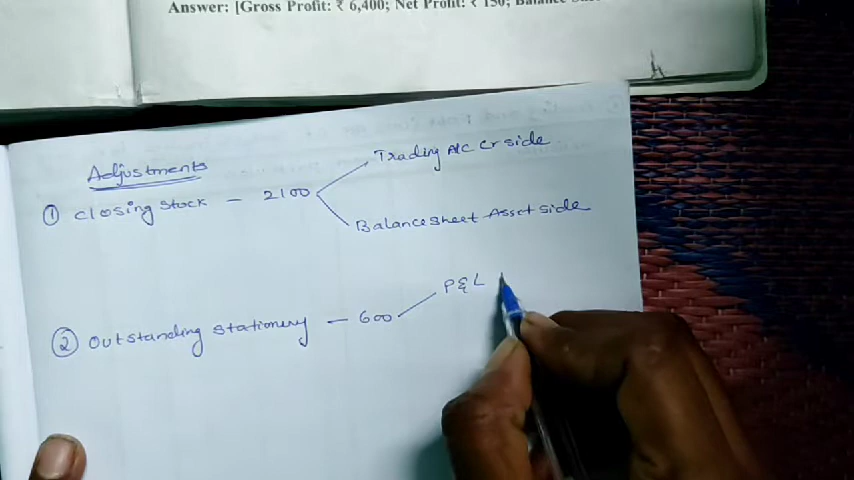 Answer: [Gross Profit: ₹ 6,400; Net Profit: ₹ 150; Balance
Adjustments
① Closing Stock — 2100
Trading A/c Cr side
Balance sheet Asset side
② Outstanding Stationery — 600
P&L